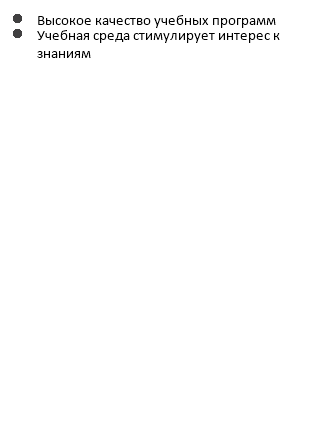 ● Высокое качество учебных программ
● Учебная среда стимулирует интерес к
знаниям